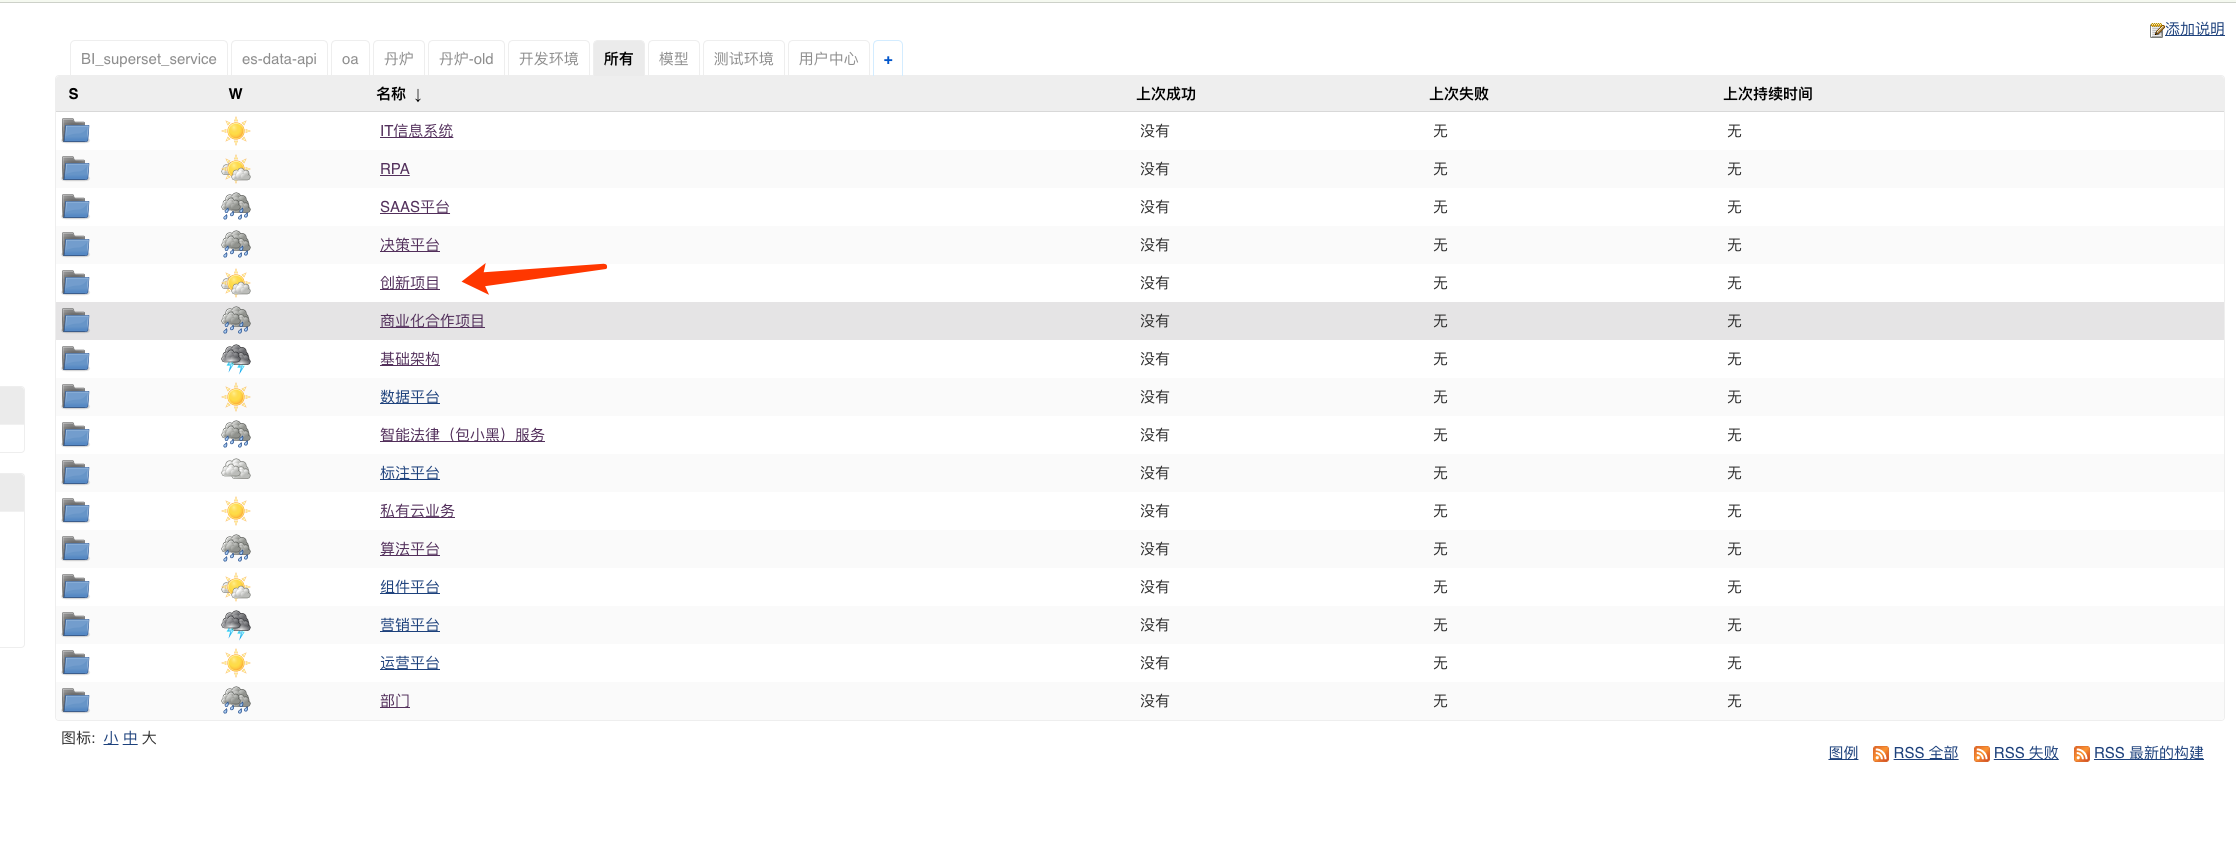 添加说明
BI_superset_service es-data-api oa 丹炉 丹炉-old 开发环境 所有 模型 测试环境 用户中心 +
S W 名称 ↓ 上次成功 上次失败 上次持续时间
IT信息系统 没有 无 无
RPA 没有 无 无
SAAS平台 没有 无 无
决策平台 没有 无 无
创新项目 没有 无 无
商业化合作项目 没有 无 无
基础架构 没有 无 无
数据平台 没有 无 无
智能法律（包小黑）服务 没有 无 无
标注平台 没有 无 无
私有云业务 没有 无 无
算法平台 没有 无 无
组件平台 没有 无 无
营销平台 没有 无 无
运营平台 没有 无 无
部门 没有 无 无
图标: 小 中 大
图例 RSS 全部 RSS 失败 RSS 最新的构建